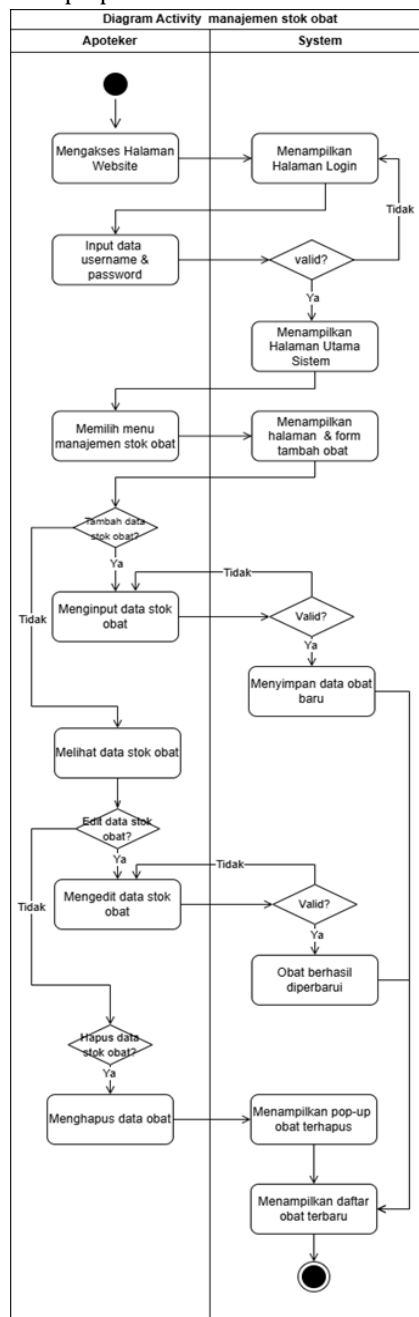 Diagram Activity manajemen stok obat
Apoteker
System
Mengakses Halaman
Website
Menampilkan
Halaman Login
Tidak
Input data
username &
password
valid?
Ya
Menampilkan
Halaman Utama
Sistem
Memilih menu
manajemen stok obat
Menampilkan
halaman & form
tambah obat
Tambah data
stok obat?
Ya
Tidak
Tidak
Menginput data stok
obat
Valid?
Ya
Menyimpan data obat
baru
Melihat data stok obat
Edit data stok
obat?
Ya
Tidak
Tidak
Mengedit data stok
obat
Valid?
Ya
Obat berhasil
diperbarui
Hapus data
stok obat?
Ya
Menghapus data obat
Menampilkan pop-up
obat terhapus
Menampilkan daftar
obat terbaru